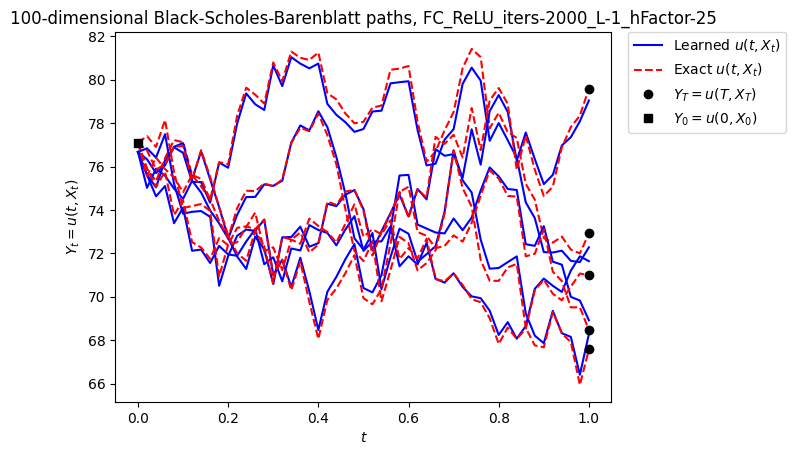 100-dimensional Black-Scholes-Barenblatt paths, FC_ReLU_iters-2000_L-1_hFactor-25
82
80
78
76
74
72
70
68
66
0.0 0.2 0.4 0.6 0.8 1.0
t
Y_t = u(t, X_t)
Learned u(t, X_t)
Exact u(t, X_t)
Y_T = u(T, X_T)
Y_0 = u(0, X_0)